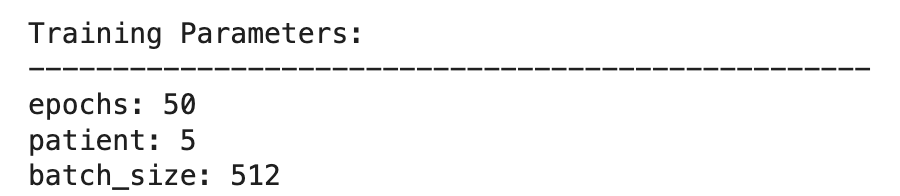 Training Parameters:
--------------------------------------------------
epochs: 50
patient: 5
batch_size: 512